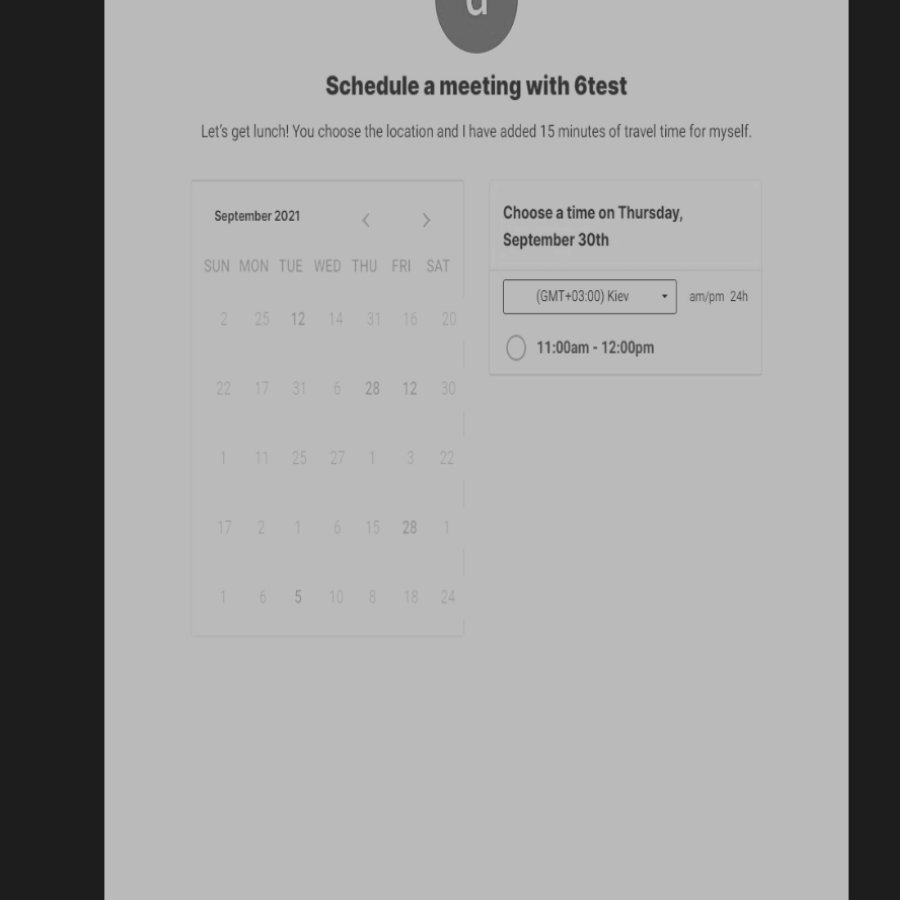 Schedule a meeting with 6test
Let's get lunch! You choose the location and I have added 15 minutes of travel time for myself.
September 2021
SUN MON TUE WED THU FRI SAT
2 25 12 14 31 16 20
22 17 31 6 28 12 30
1 11 25 27 1 3 22
17 2 1 6 15 28 1
1 6 5 10 8 18 24
Choose a time on Thursday,
September 30th
(GMT+03:00) Kiev am/pm 24h
11:00am - 12:00pm